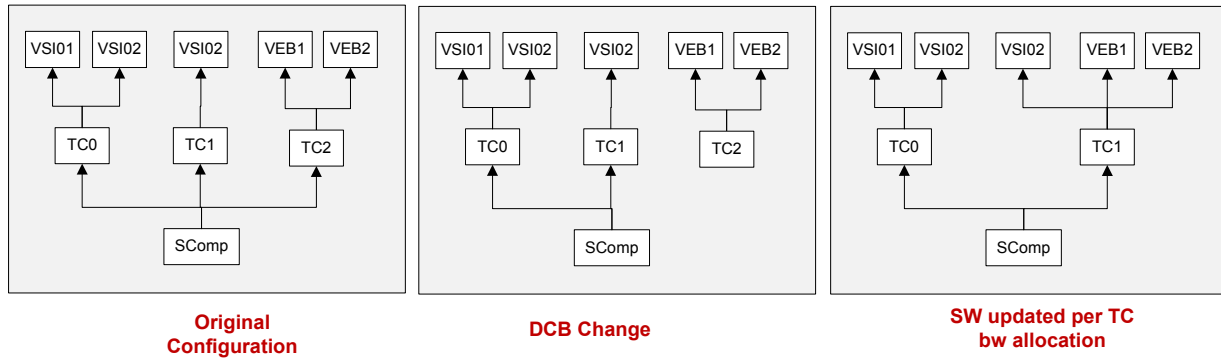 VSI01 VSI02 VSI02 VEB1 VEB2
TC0 TC1 TC2
SComp
Original
Configuration
VSI01 VSI02 VSI02 VEB1 VEB2
TC0 TC1 TC2
SComp
DCB Change
VSI01 VSI02 VSI02 VEB1 VEB2
TC0 TC1
SComp
SW updated per TC
bw allocation